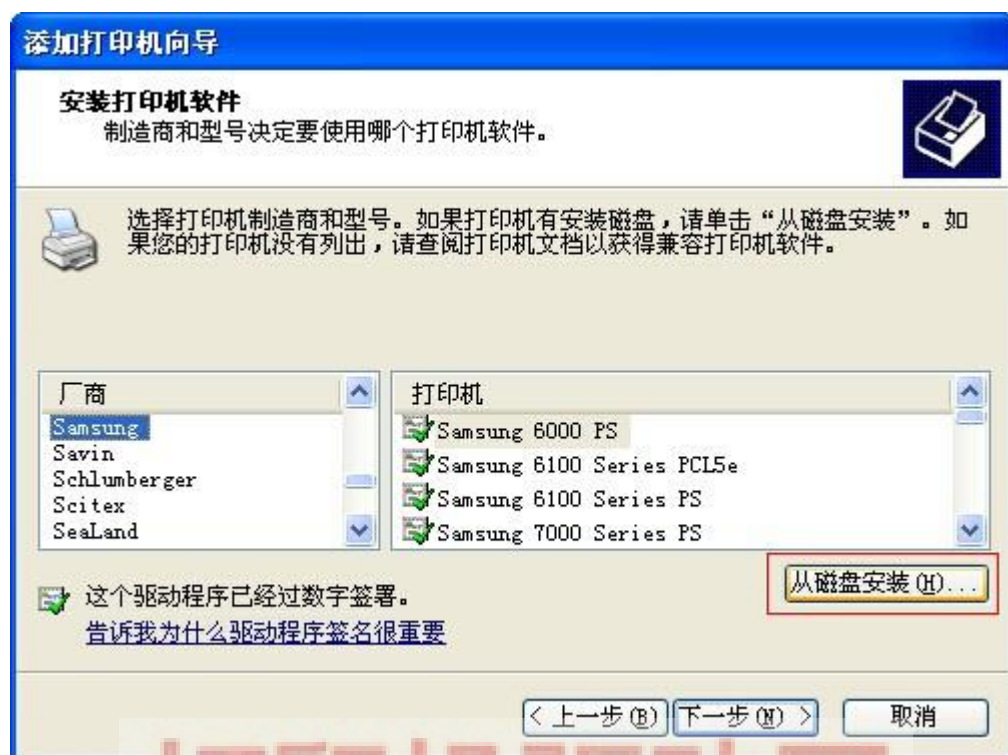 添加打印机向导
安装打印机软件
制造商和型号决定要使用哪个打印机软件。
选择打印机制造商和型号。如果打印机有安装磁盘，请单击“从磁盘安装”。如
果您的打印机没有列出，请查阅打印机文档以获得兼容打印机软件。
厂商
Samsung
Savin
Schlumberger
Scitex
SeaLand
打印机
Samsung 6000 PS
Samsung 6100 Series PCL5e
Samsung 6100 Series PS
Samsung 7000 Series PS
从磁盘安装(H)...
这个驱动程序已经过数字签署。
告诉我为什么驱动程序签名很重要
< 上一步(B)
下一步(N) >
取消